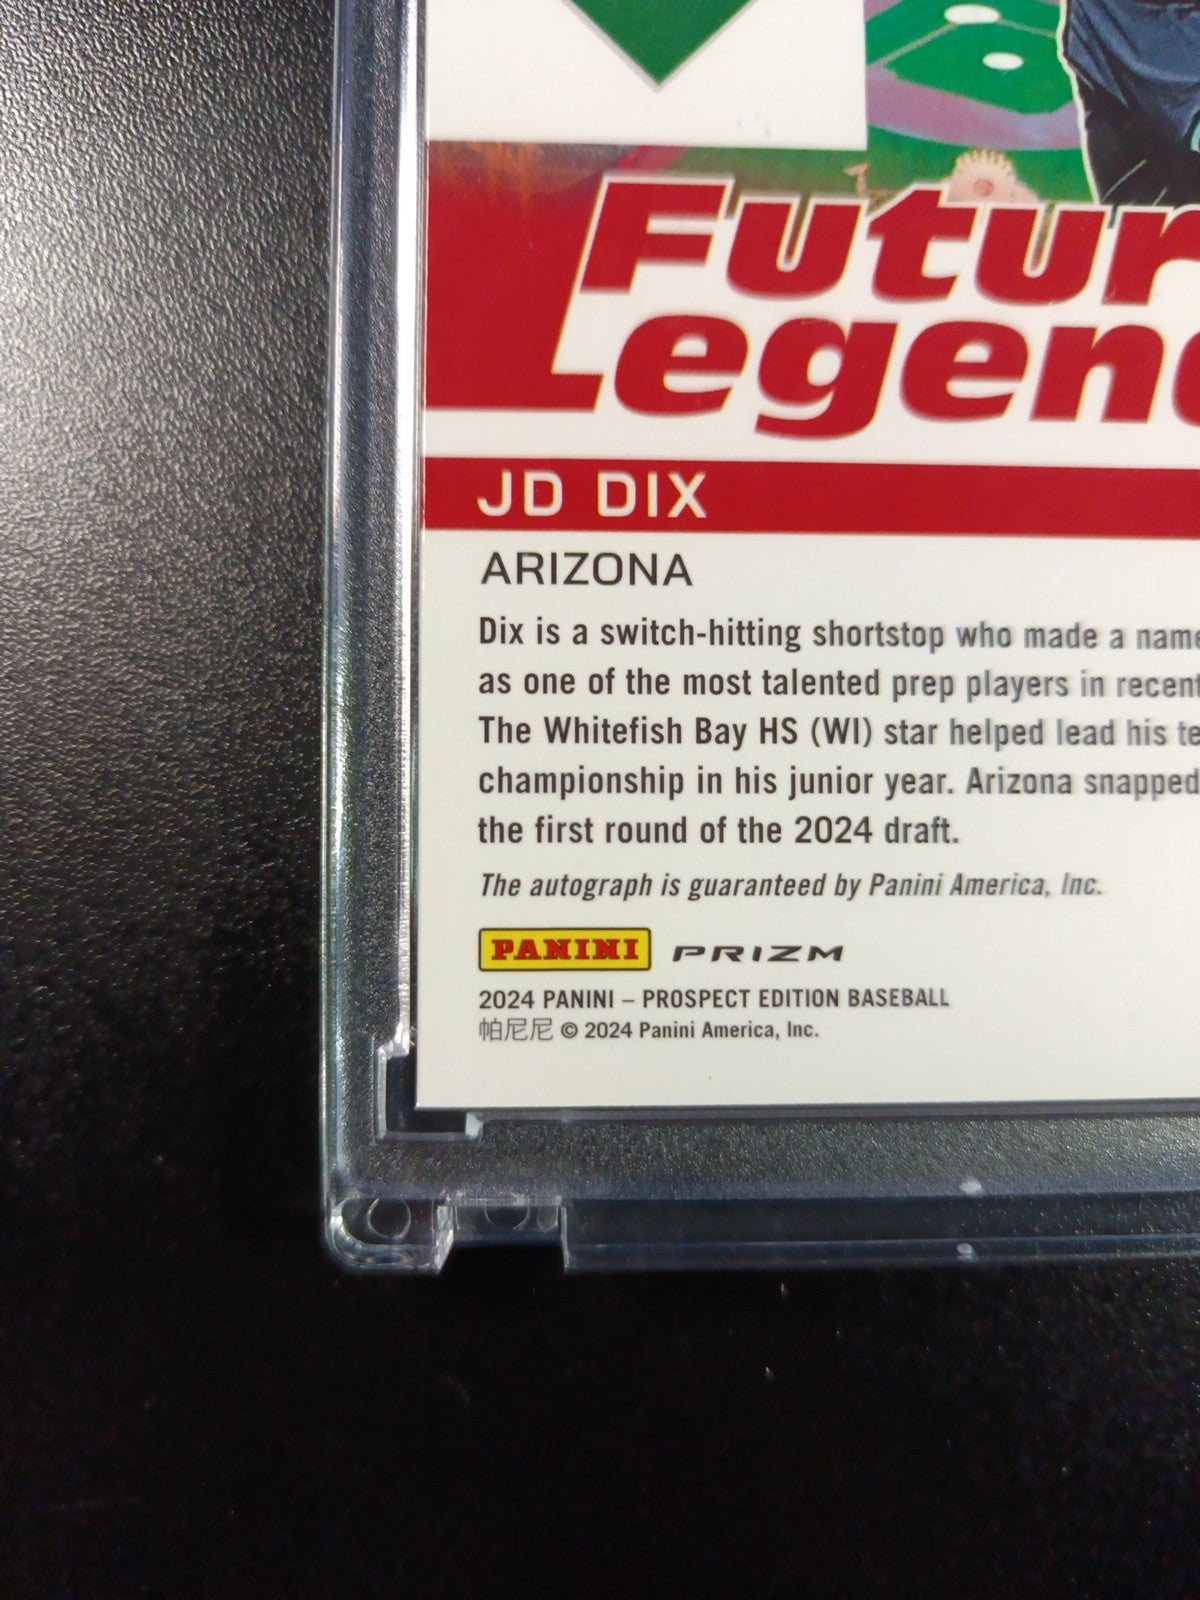 Futur
Legend
JD DIX
ARIZONA
Dix is a switch-hitting shortstop who made a name
as one of the most talented prep players in recent
The Whitefish Bay HS (WI) star helped lead his te
championship in his junior year. Arizona snapped
the first round of the 2024 draft.
The autograph is guaranteed by Panini America, Inc.
PANINI PRIZM
2024 PANINI – PROSPECT EDITION BASEBALL
帕尼尼 © 2024 Panini America, Inc.